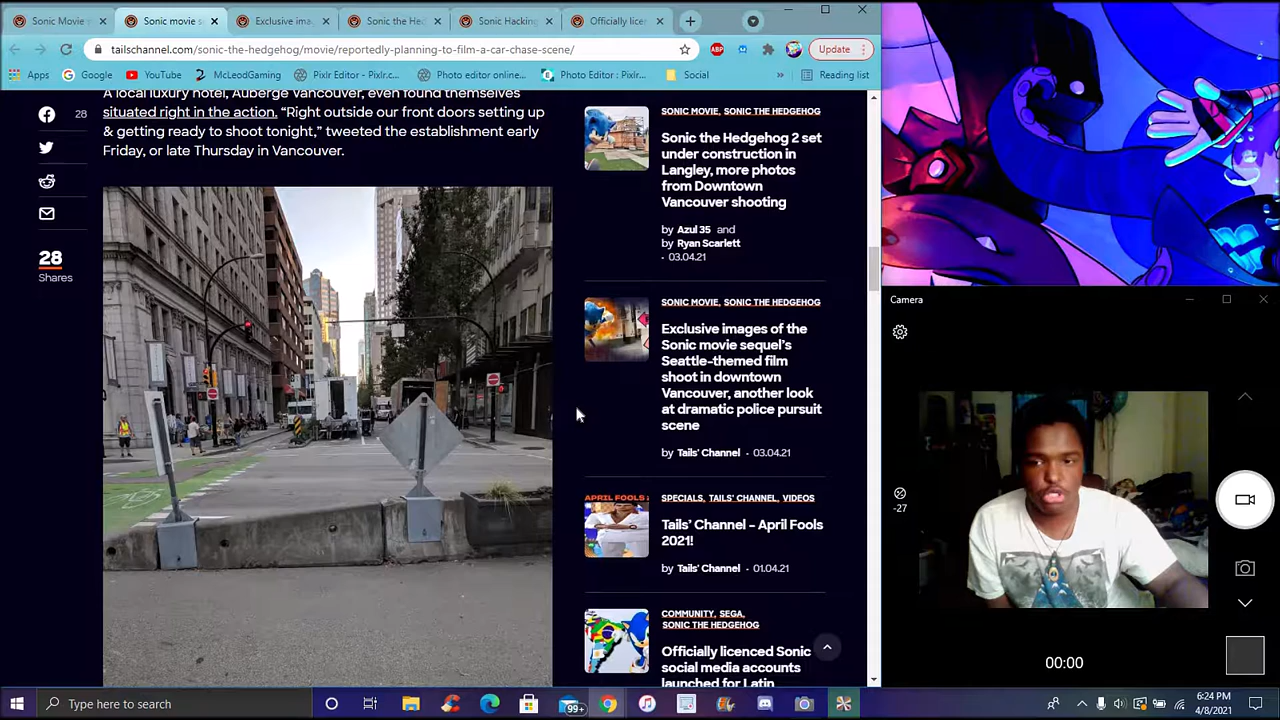 Sonic Movie
Sonic movie s
Exclusive ima
Sonic the Hed
Sonic Hacking
Officially licen
tailschannel.com/sonic-the-hedgehog/movie/reportedly-planning-to-film-a-car-chase-scene/
ABP
Update
Apps
Google
YouTube
McLeodGaming
Pixlr Editor - Pixlr.c...
Photo editor online...
Photo Editor : Pixlr...
Social
»
Reading list
A local luxury hotel, Auberge Vancouver, even found themselves
situated right in the action. “Right outside our front doors setting up
& getting ready to shoot tonight,” tweeted the establishment early
Friday, or late Thursday in Vancouver.
28
28
Shares
SONIC MOVIE, SONIC THE HEDGEHOG
Sonic the Hedgehog 2 set
under construction in
Langley, more photos
from Downtown
Vancouver shooting
by Azul 35 and
by Ryan Scarlett
· 03.04.21
SONIC MOVIE, SONIC THE HEDGEHOG
Exclusive images of the
Sonic movie sequel’s
Seattle-themed film
shoot in downtown
Vancouver, another look
at dramatic police pursuit
scene
by Tails’ Channel · 03.04.21
APRIL FOOLS
SPECIALS, TAILS’ CHANNEL, VIDEOS
Tails’ Channel – April Fools
2021!
by Tails’ Channel · 01.04.21
COMMUNITY, SEGA,
SONIC THE HEDGEHOG
Officially licenced Sonic
social media accounts
launched for Latin
Camera
-27
00:00
Type here to search
99+
6:24 PM
4/8/2021